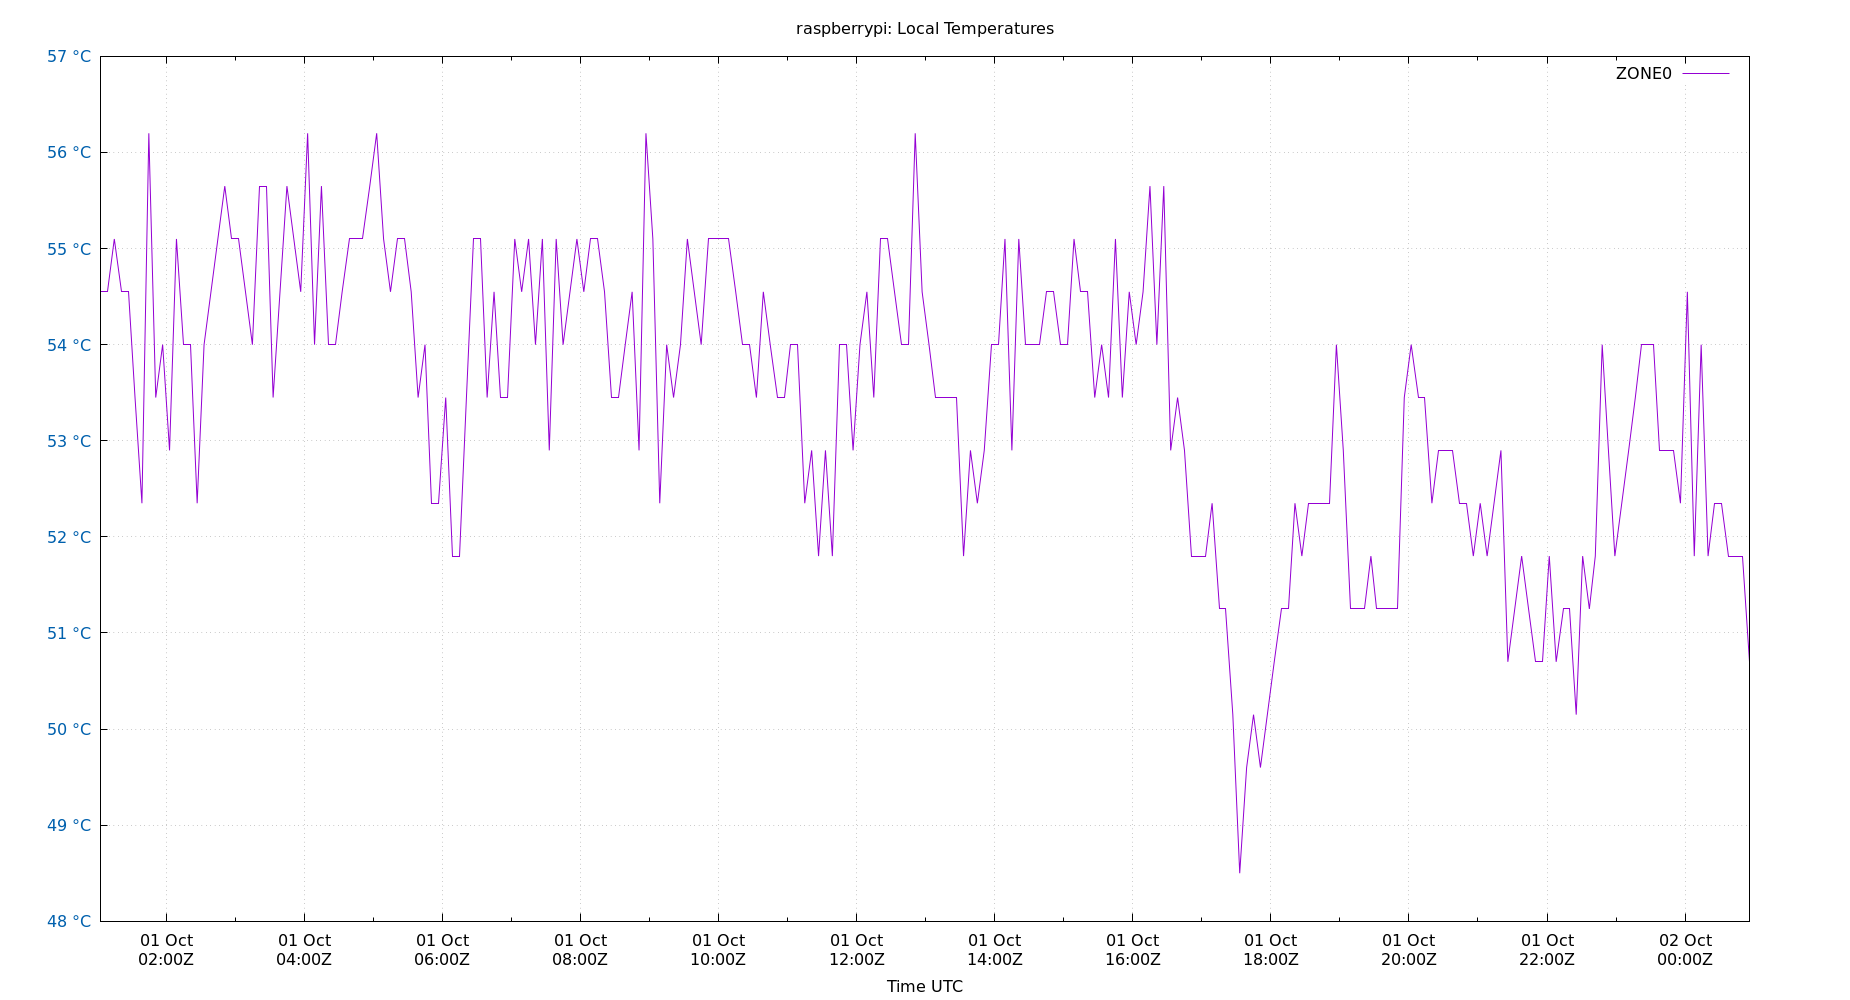 raspberrypi: Local Temperatures
57 °C
ZONE0
56 °C
55 °C
54 °C
53 °C
52 °C
51 °C
50 °C
49 °C
48 °C
01 Oct 01 Oct 01 Oct 01 Oct 01 Oct 01 Oct 01 Oct 01 Oct 01 Oct 01 Oct 01 Oct 02 Oct
02:00Z 04:00Z 06:00Z 08:00Z 10:00Z 12:00Z 14:00Z 16:00Z 18:00Z 20:00Z 22:00Z 00:00Z
Time UTC